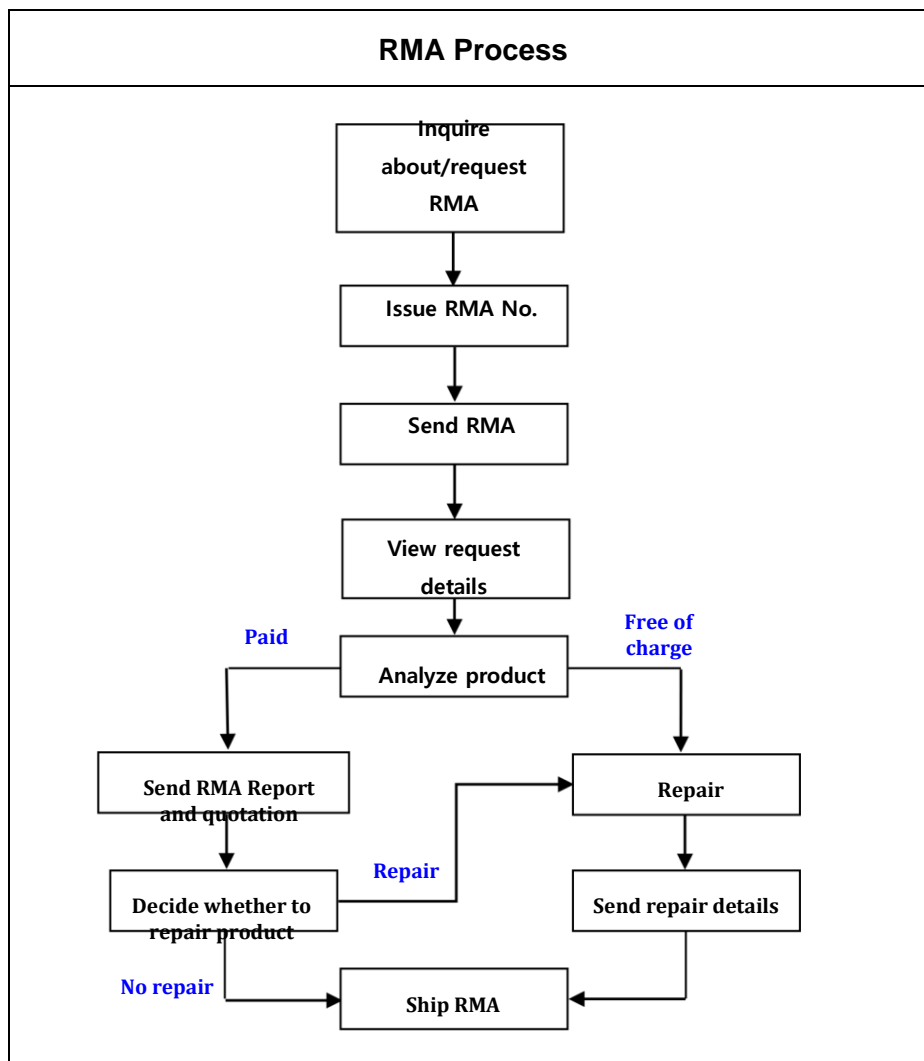 RMA Process
Inquire
about/request
RMA
Issue RMA No.
Send RMA
View request
details
Paid
Free of
charge
Analyze product
Send RMA Report
and quotation
Repair
Repair
Decide whether to
repair product
Send repair details
No repair
Ship RMA